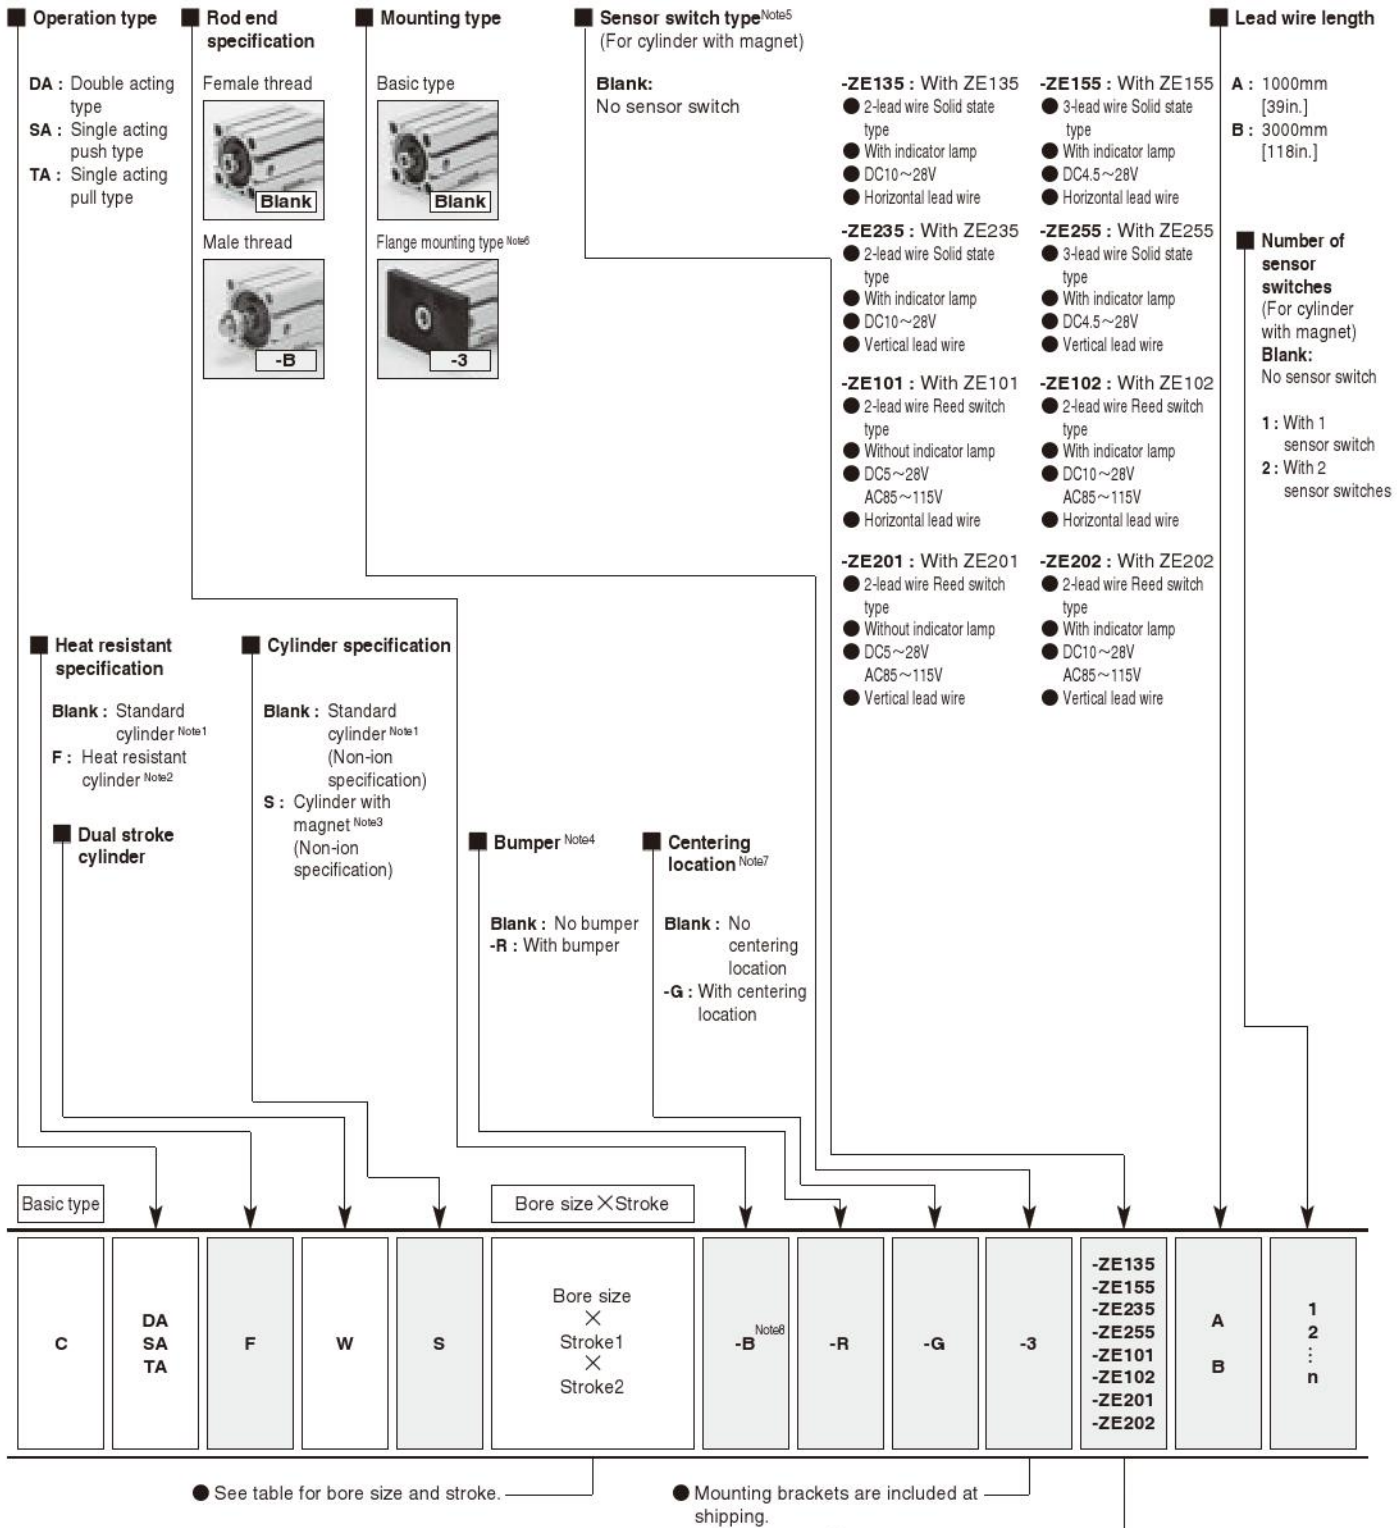 ■ Operation type
DA : Double acting
type
SA : Single acting
push type
TA : Single acting
pull type
■ Rod end
specification
Female thread
Blank
Male thread
-B
■ Mounting type
Basic type
Blank
Flange mounting type Note6
-3
■ Sensor switch type Note5
(For cylinder with magnet)
Blank:
No sensor switch
-ZE135 : With ZE135
● 2-lead wire Solid state
type
● With indicator lamp
● DC10～28V
● Horizontal lead wire
-ZE155 : With ZE155
● 3-lead wire Solid state
type
● With indicator lamp
● DC4.5～28V
● Horizontal lead wire
-ZE235 : With ZE235
● 2-lead wire Solid state
type
● With indicator lamp
● DC10～28V
● Vertical lead wire
-ZE255 : With ZE255
● 3-lead wire Solid state
type
● With indicator lamp
● DC4.5～28V
● Vertical lead wire
-ZE101 : With ZE101
● 2-lead wire Reed switch
type
● Without indicator lamp
● DC5～28V
AC85～115V
● Horizontal lead wire
-ZE102 : With ZE102
● 2-lead wire Reed switch
type
● With indicator lamp
● DC10～28V
AC85～115V
● Horizontal lead wire
-ZE201 : With ZE201
● 2-lead wire Reed switch
type
● Without indicator lamp
● DC5～28V
AC85～115V
● Vertical lead wire
-ZE202 : With ZE202
● 2-lead wire Reed switch
type
● With indicator lamp
● DC10～28V
AC85～115V
● Vertical lead wire
■ Lead wire length
A : 1000mm
[39in.]
B : 3000mm
[118in.]
■ Number of
sensor
switches
(For cylinder
with magnet)
Blank:
No sensor switch
1 : With 1
sensor switch
2 : With 2
sensor switches
■ Heat resistant
specification
Blank : Standard
cylinder Note1
F : Heat resistant
cylinder Note2
■ Dual stroke
cylinder
■ Cylinder specification
Blank : Standard
cylinder Note1
(Non-ion
specification)
S : Cylinder with
magnet Note3
(Non-ion
specification)
■ Bumper Note4
Blank : No bumper
-R : With bumper
■ Centering
location Note7
Blank : No
centering
location
-G : With centering
location
Basic type
Bore size×Stroke
C
DA
SA
TA
F
W
S
Bore size
×
Stroke1
×
Stroke2
-B Note8
-R
-G
-3
-ZE135
-ZE155
-ZE235
-ZE255
-ZE101
-ZE102
-ZE201
-ZE202
A
B
1
2
⋮
n
● See table for bore size and stroke.
● Mounting brackets are included at
shipping.